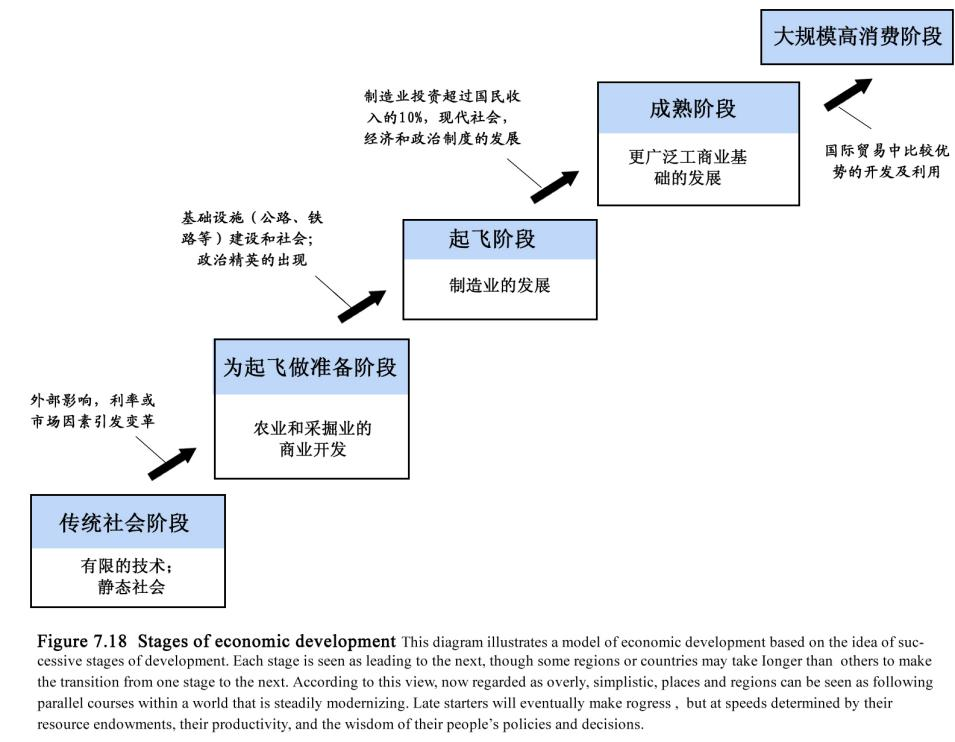 大规模高消费阶段
制造业投资超过国民收
入的10%，现代社会，
经济和政治制度的发展
成熟阶段
更广泛工商业基
础的发展
国际贸易中比较优
势的开发及利用
基础设施（公路、铁
路等）建设和社会；
政治精英的出现
起飞阶段
制造业的发展
为起飞做准备阶段
农业和采掘业的
商业开发
外部影响，利率或
市场因素引发变革
传统社会阶段
有限的技术；
静态社会
Figure 7.18 Stages of economic development This diagram illustrates a model of economic development based on the idea of suc-
cessive stages of development. Each stage is seen as leading to the next, though some regions or countries may take Ionger than others to make
the transition from one stage to the next. According to this view, now regarded as overly, simplistic, places and regions can be seen as following
parallel courses within a world that is steadily modernizing. Late starters will eventually make rogress , but at speeds determined by their
resource endowments, their productivity, and the wisdom of their people’s policies and decisions.